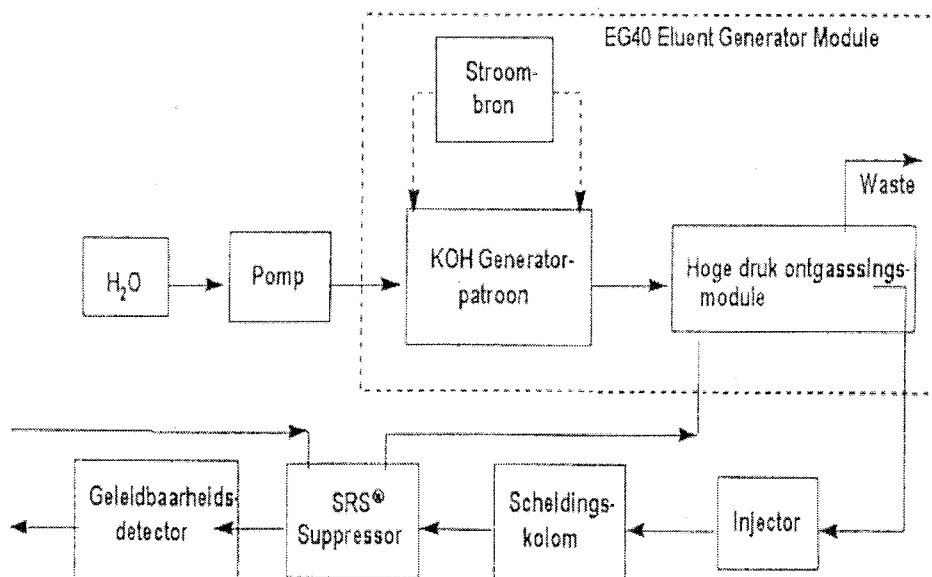 EG40 Eluent Generator Module
Stroom-
bron
Waste
H₂O
Pomp
KOH Generator-
patroon
Hoge druk ontgasssings-
module
Geleidbaarheids-
detector
SRS®
Suppressor
Scheidings-
kolom
Injector